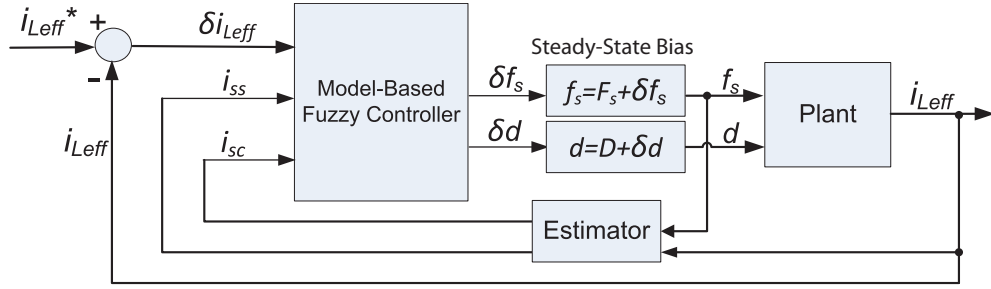 iLeff* +
δiLeff
-
iLeff
iss
isc
Model-Based
Fuzzy Controller
δfs
δd
Steady-State Bias
fs=Fs+δfs
d=D+δd
fs
d
Plant
iLeff
Estimator